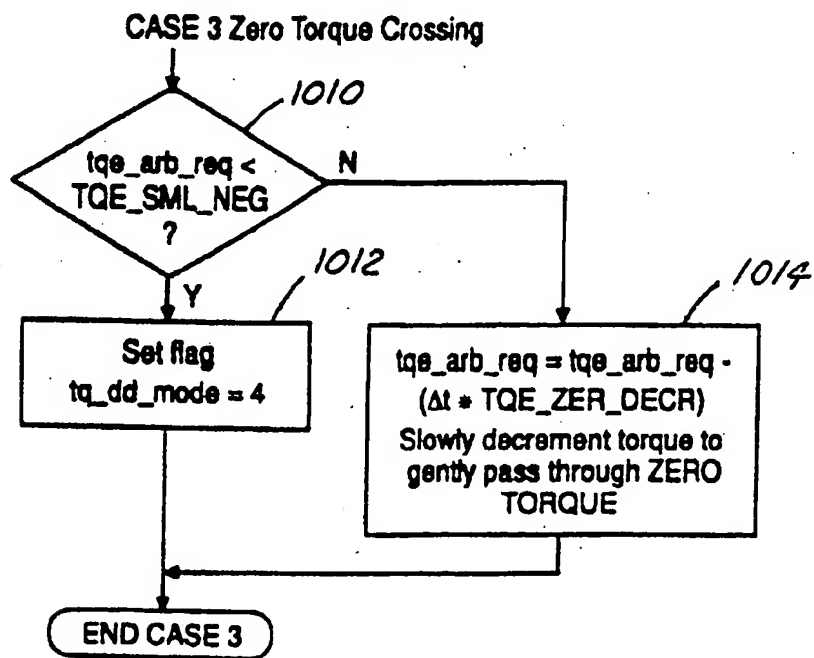 CASE 3 Zero Torque Crossing
1010
tqe_arb_req <
TQE_SML_NEG
?
N
Y
1012
Set flag
tq_dd_mode = 4
1014
tqe_arb_req = tqe_arb_req -
(Δt * TQE_ZER_DECR)
Slowly decrement torque to
gently pass through ZERO
TORQUE
END CASE 3